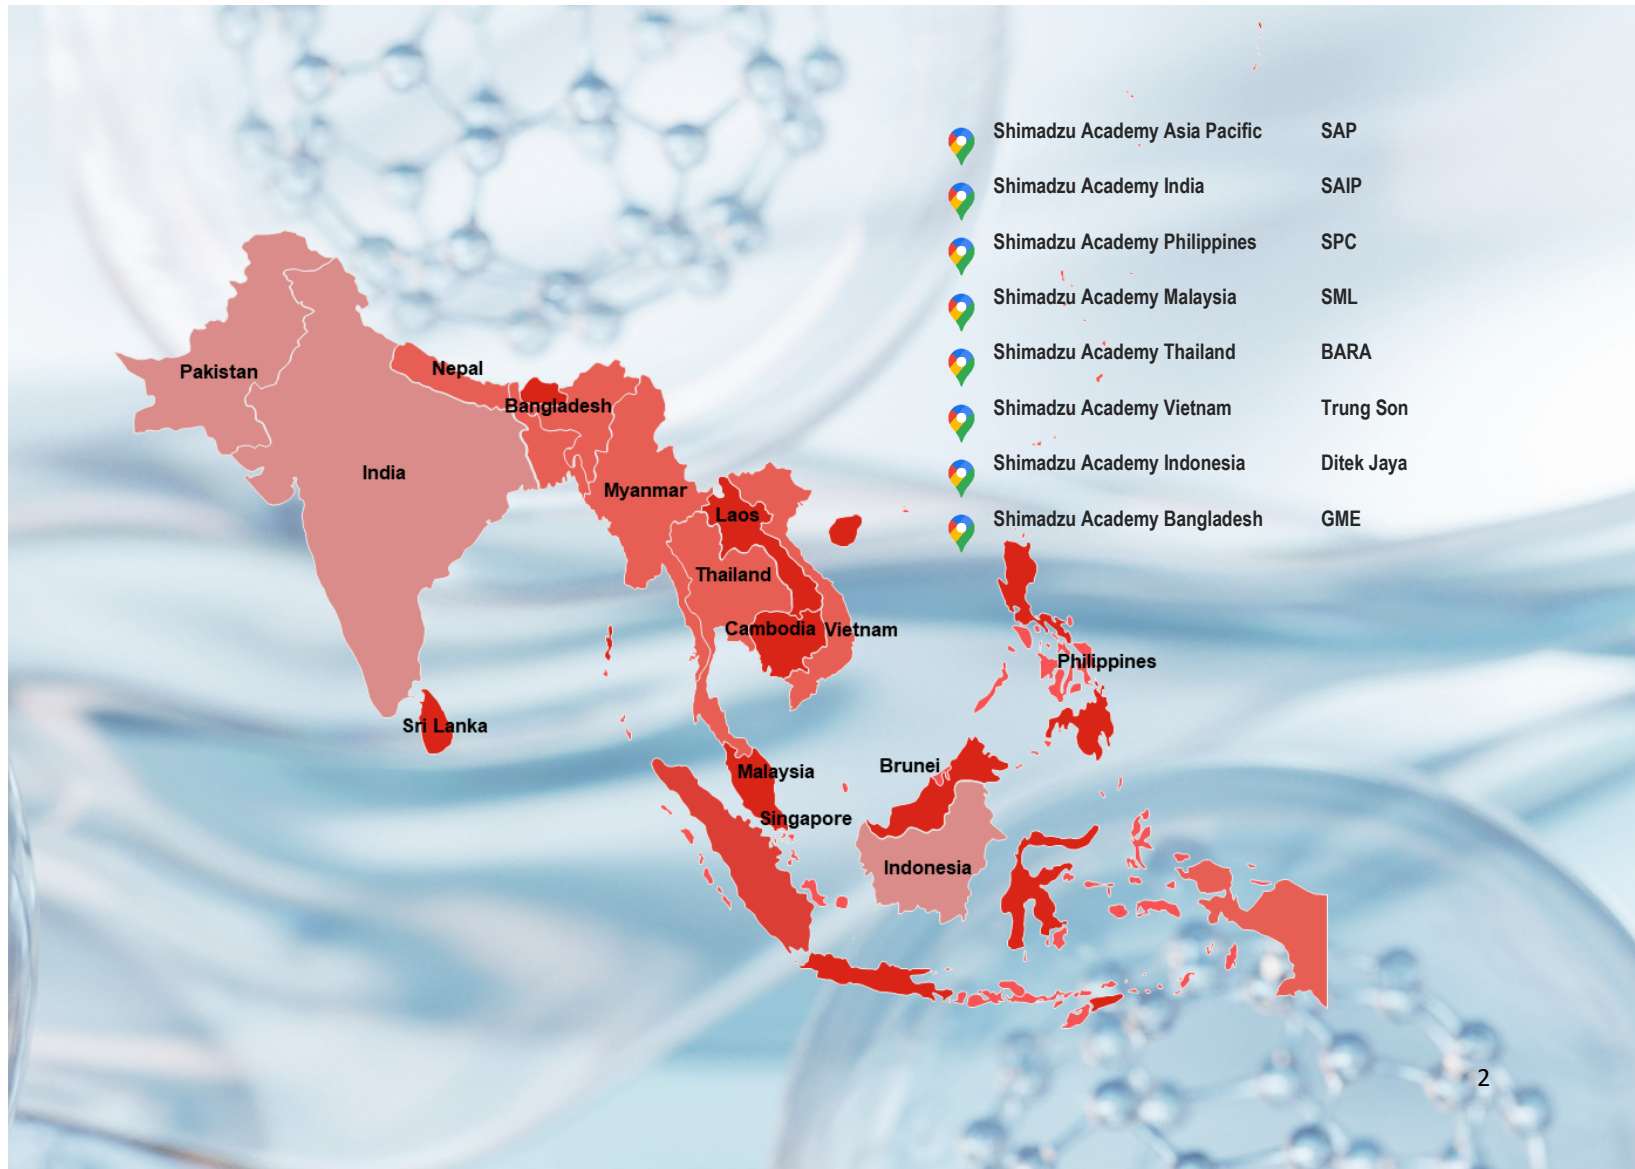 Shimadzu Academy Asia Pacific SAP
Shimadzu Academy India SAIP
Shimadzu Academy Philippines SPC
Shimadzu Academy Malaysia SML
Shimadzu Academy Thailand BARA
Shimadzu Academy Vietnam Trung Son
Shimadzu Academy Indonesia Ditek Jaya
Shimadzu Academy Bangladesh GME
Pakistan
Nepal
Bangladesh
India
Myanmar
Laos
Thailand
Cambodia
Vietnam
Philippines
Sri Lanka
Brunei
Malaysia
Singapore
Indonesia
2